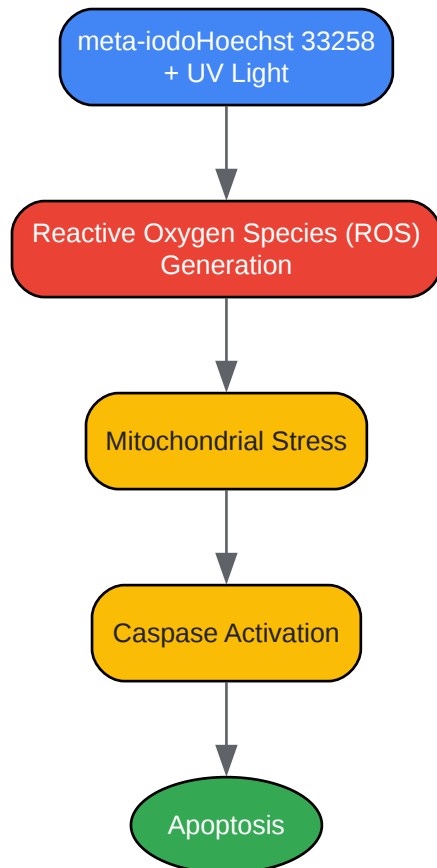 meta-iodoHoechst 33258
+ UV Light
Reactive Oxygen Species (ROS)
Generation
Mitochondrial Stress
Caspase Activation
Apoptosis